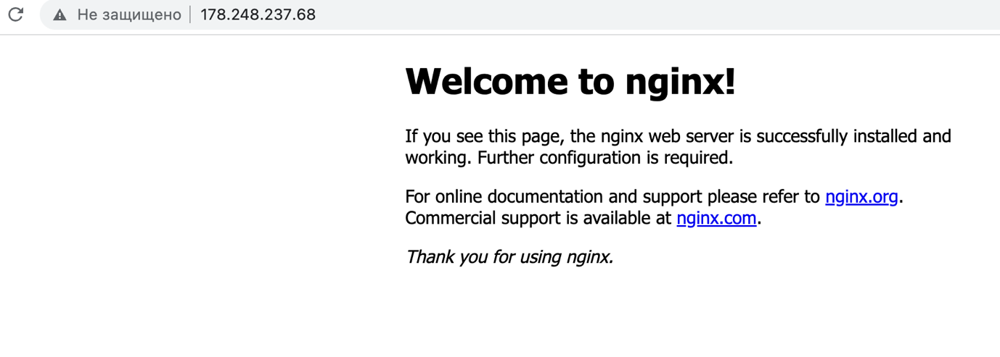 Не защищено 178.248.237.68
Welcome to nginx!
If you see this page, the nginx web server is successfully installed and
working. Further configuration is required.
For online documentation and support please refer to nginx.org.
Commercial support is available at nginx.com.
Thank you for using nginx.